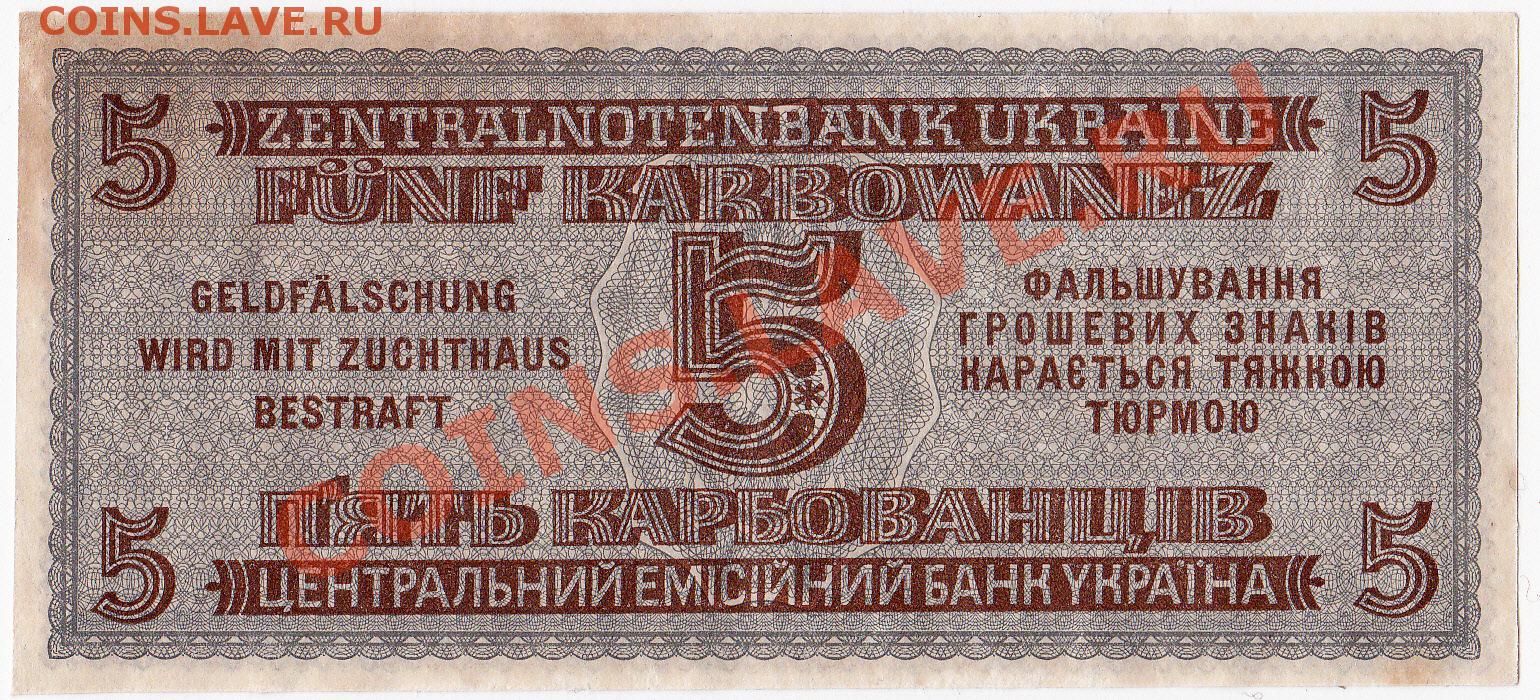 COINS.LAVE.RU
5 ZENTRALNOTENBANK UKRAINE 5
FÜNF KARBOWANEZ
5
GELDFÄLSCHUNG
WIRD MIT ZUCHTHAUS
BESTRAFT
ФАЛЬШУВАННЯ
ГРОШЕВИХ ЗНАКІВ
КАРАЄТЬСЯ ТЯЖКОЮ
ТЮРМОЮ
COINS.LAVE.RU
П'ЯТЬ КАРБОВАНЦІВ
5 ЦЕНТРАЛЬНИЙ ЕМІСІЙНИЙ БАНК УКРАЇНА 5